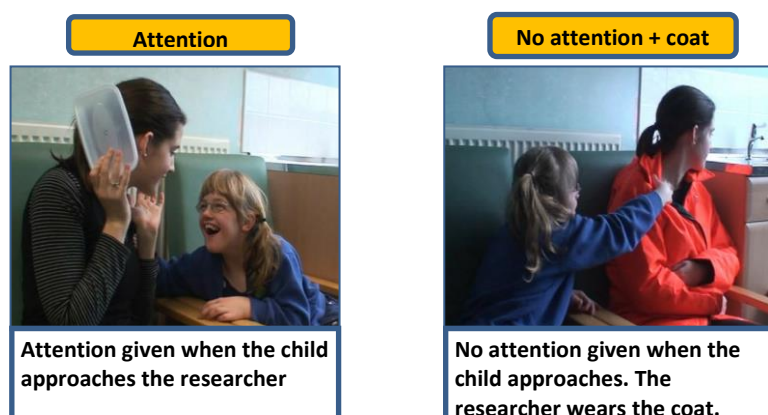 Attention
No attention + coat
Attention given when the child
approaches the researcher
No attention given when the
child approaches. The
researcher wears the coat.